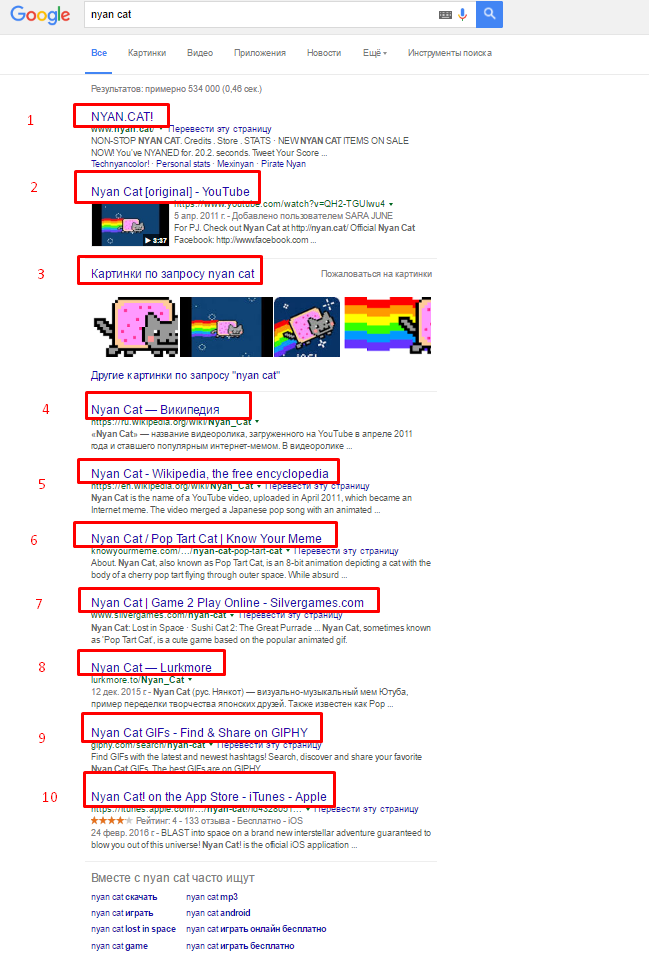 Google nyan cat
Все Картинки Видео Приложения Новости Ещё Инструменты поиска
Результатов: примерно 534 000 (0,46 сек.)
1
NYAN.CAT!
www.nyan.cat/ Перевести эту страницу
NON-STOP NYAN CAT. Credits . Store . STATS · NEW NYAN CAT ITEMS ON SALE
NOW! You've NYANED for. 20.2. seconds. Tweet Your Score ...
Technyancolor! · Personal stats · Mexinyan · Pirate Nyan
2
Nyan Cat [original] - YouTube
https://www.youtube.com/watch?v=QH2-TGUlwu4
5 апр. 2011 г. - Добавлено пользователем SARA JUNE
For PJ. Check out Nyan Cat at http://nyan.cat/ Official Nyan Cat
Facebook: http://www.facebook.com ...
3:37
3
Картинки по запросу nyan cat Пожаловаться на картинки
Другие картинки по запросу "nyan cat"
4
Nyan Cat — Википедия
https://ru.wikipedia.org/wiki/Nyan_Cat
«Nyan Cat» — название видеоролика, загруженного на YouTube в апреле 2011
года и ставшего популярным интернет-мемом. В видеоролике ...
5
Nyan Cat - Wikipedia, the free encyclopedia
https://en.wikipedia.org/wiki/Nyan_Cat Перевести эту страницу
Nyan Cat is the name of a YouTube video, uploaded in April 2011, which became an
Internet meme. The video merged a Japanese pop song with an animated ...
6
Nyan Cat / Pop Tart Cat | Know Your Meme
knowyourmeme.com/.../nyan-cat-pop-tart-cat Перевести эту страницу
About. Nyan Cat, also known as Pop Tart Cat, is an 8-bit animation depicting a cat with the
body of a cherry pop tart flying through outer space. While absurd ...
7
Nyan Cat | Game 2 Play Online - Silvergames.com
www.silvergames.com/nyan-cat Перевести эту страницу
Nyan Cat: Lost in Space · Sushi Cat 2: The Great Purrade ... Nyan Cat, sometimes known
as 'Pop Tart Cat', is a cute game based on the popular animated gif.
8
Nyan Cat — Lurkmore
lurkmore.to/Nyan_Cat
12 дек. 2015 г. - Nyan Cat (рус. Нянкот) — визуально-музыкальный мем Ютуба,
пример переделки творчества японских друзей. Также известен как Pop ...
9
Nyan Cat GIFs - Find & Share on GIPHY
giphy.com/search/nyan-cat Перевести эту страницу
Find GIFs with the latest and newest hashtags! Search, discover and share your favorite
Nyan Cat GIFs. The best GIFs are on GIPHY.
10
Nyan Cat! on the App Store - iTunes - Apple
Перевести эту страницу
Рейтинг: 4 - 133 отзыва - Бесплатно - iOS
24 февр. 2016 г. - BLAST into space on a brand new interstellar adventure guaranteed to
blow you out of this universe! Nyan Cat! is the official iOS application ...
Вместе с nyan cat часто ищут
nyan cat скачать nyan cat mp3
nyan cat играть nyan cat android
nyan cat lost in space nyan cat играть онлайн бесплатно
nyan cat game nyan cat играть бесплатно